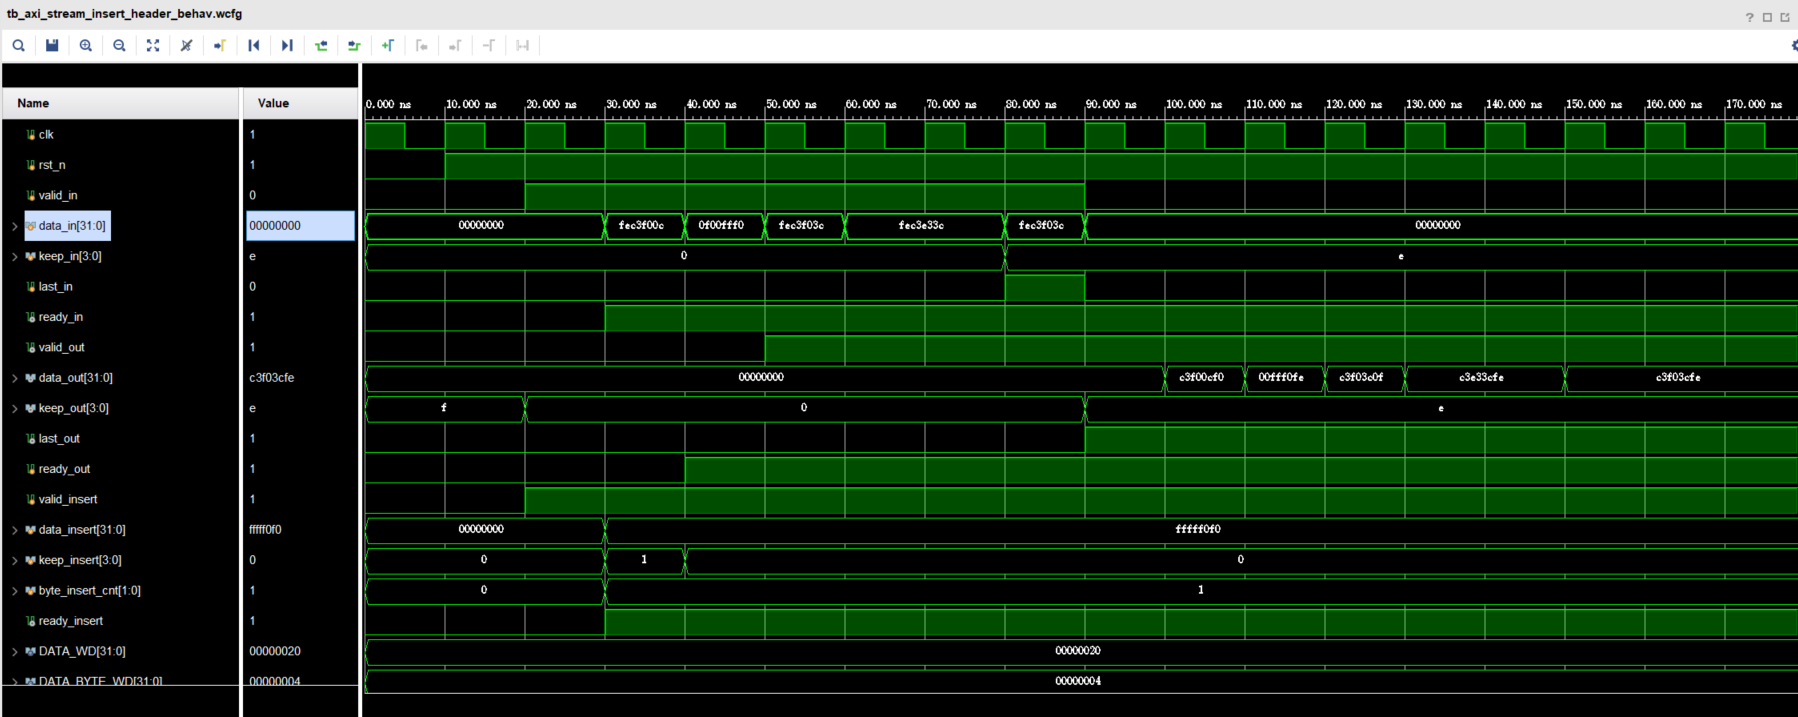 tb_axi_stream_insert_header_behav.wcfg
Name Value
0.000 ns 10.000 ns 20.000 ns 30.000 ns 40.000 ns 50.000 ns 60.000 ns 70.000 ns 80.000 ns 90.000 ns 100.000 ns 110.000 ns 120.000 ns 130.000 ns 140.000 ns 150.000 ns 160.000 ns 170.000 ns
clk 1
rst_n 1
valid_in 0
data_in[31:0] 00000000 00000000 fec3f00c 0f00fff0 fec3f03c fec3e33c fec3f03c 00000000
keep_in[3:0] e 0 e
last_in 0
ready_in 1
valid_out 1
data_out[31:0] c3f03cfe 00000000 c3f00cf0 00fff0fe c3f03c0f c3e33cfe c3f03cfe
keep_out[3:0] e f 0 e
last_out 1
ready_out 1
valid_insert 1
data_insert[31:0] fffff0f0 00000000 fffff0f0
keep_insert[3:0] 0 0 1 0
byte_insert_cnt[1:0] 1 0 1
ready_insert 1
DATA_WD[31:0] 00000020 00000020
DATA_BYTE_WD[31:0] 00000004 00000004